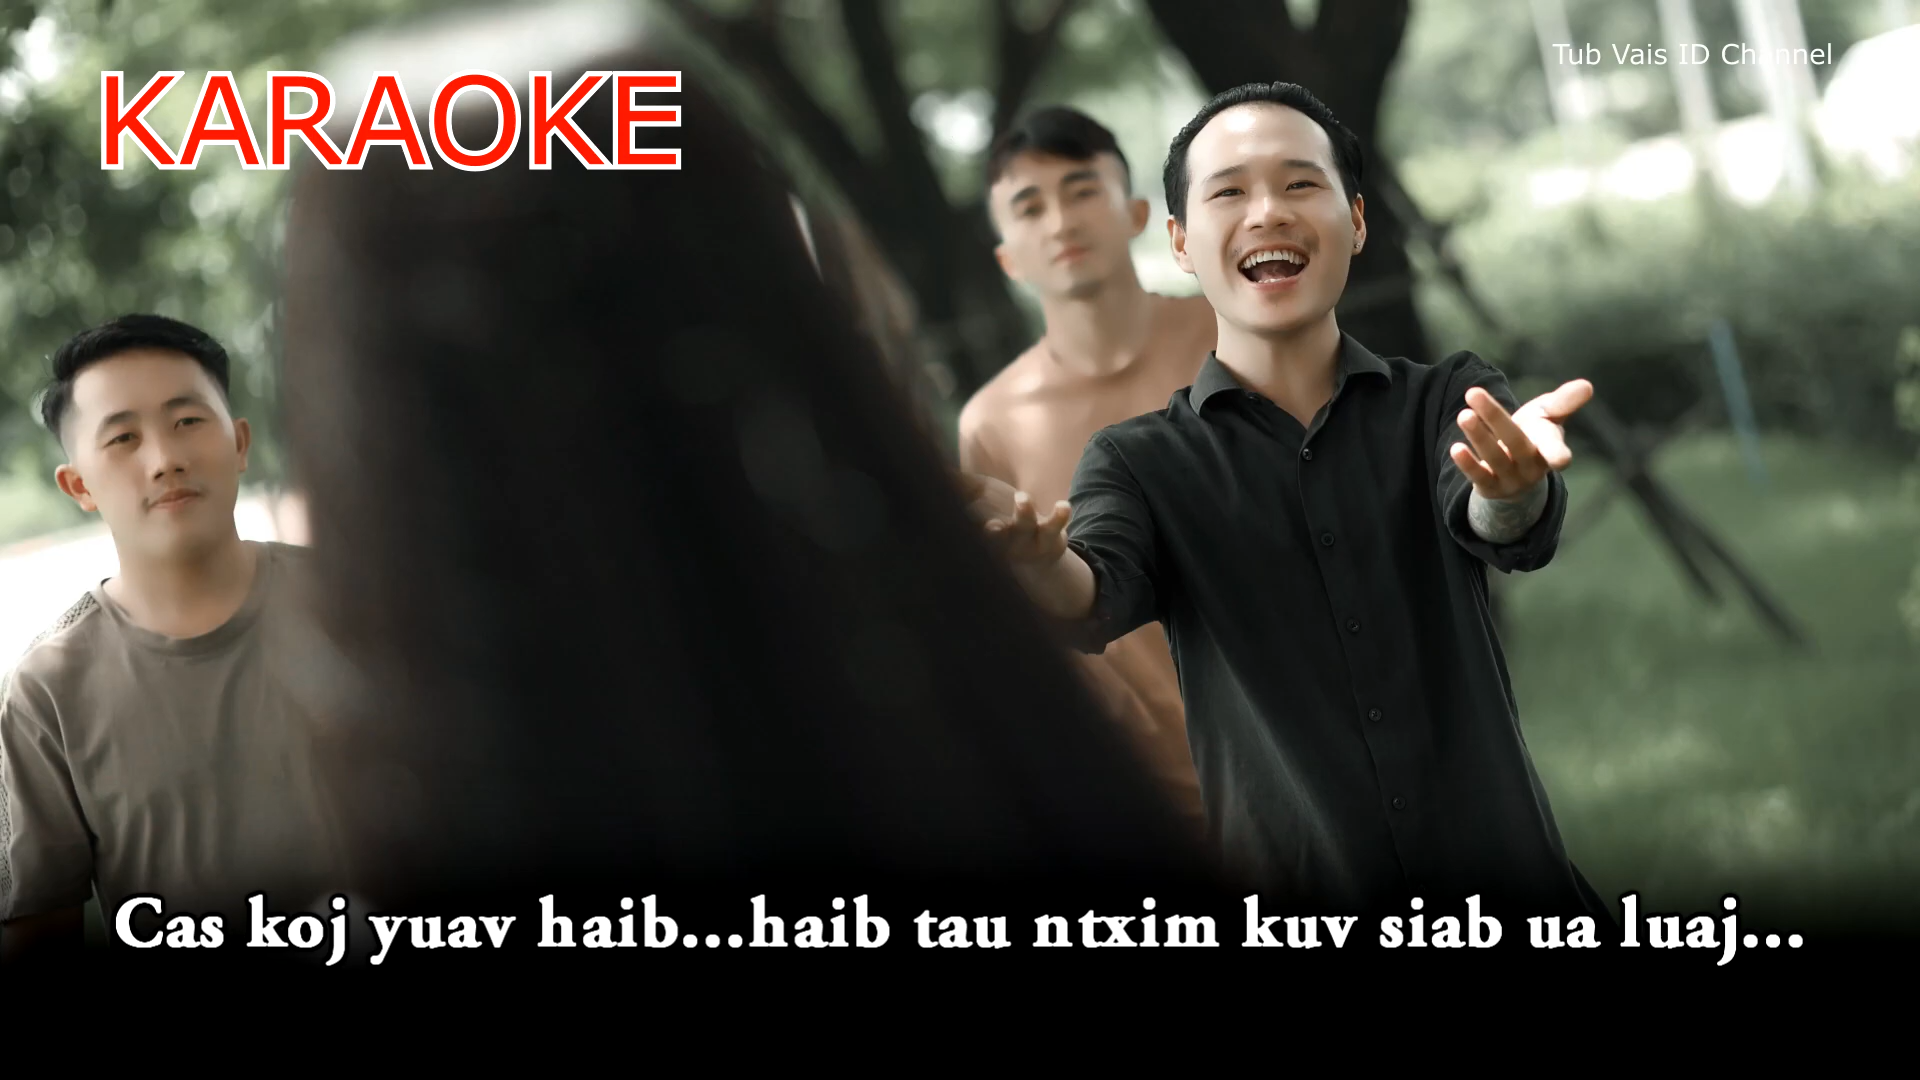 Tub Vais ID Channel
KARAOKE
Cas koj yuav haib...haib tau ntxim kuv siab ua luaj...